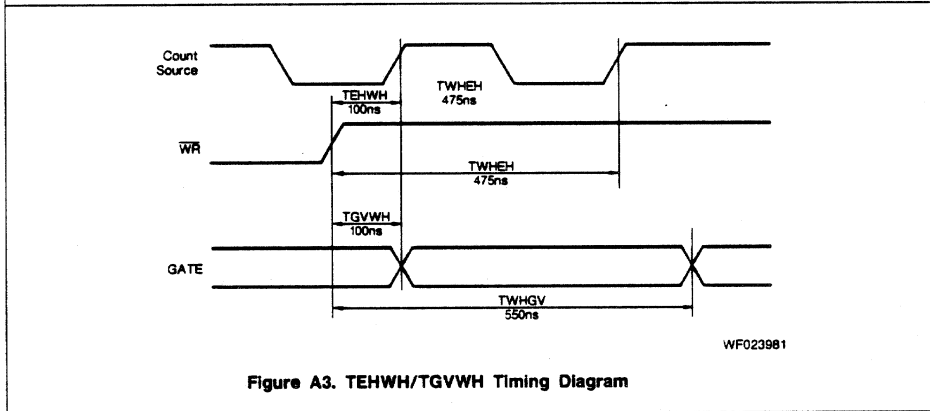 Count
Source
TEHWH
100ns
TWHEH
475ns
WR
TWHEH
475ns
TGVWH
100ns
GATE
TWHGV
550ns
WF023981
Figure A3. TEHWH/TGVWH Timing Diagram